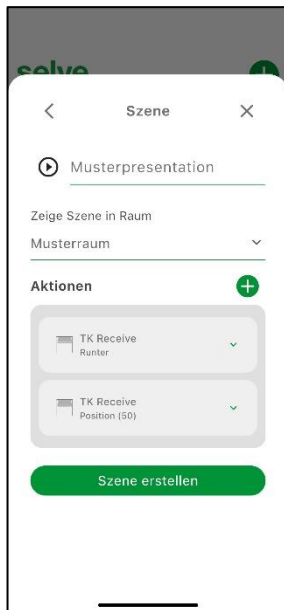 selve
Szene
Musterpresentation
Zeige Szene in Raum
Musterraum
Aktionen
TK Receive
Runter
TK Receive
Position (50)
Szene erstellen